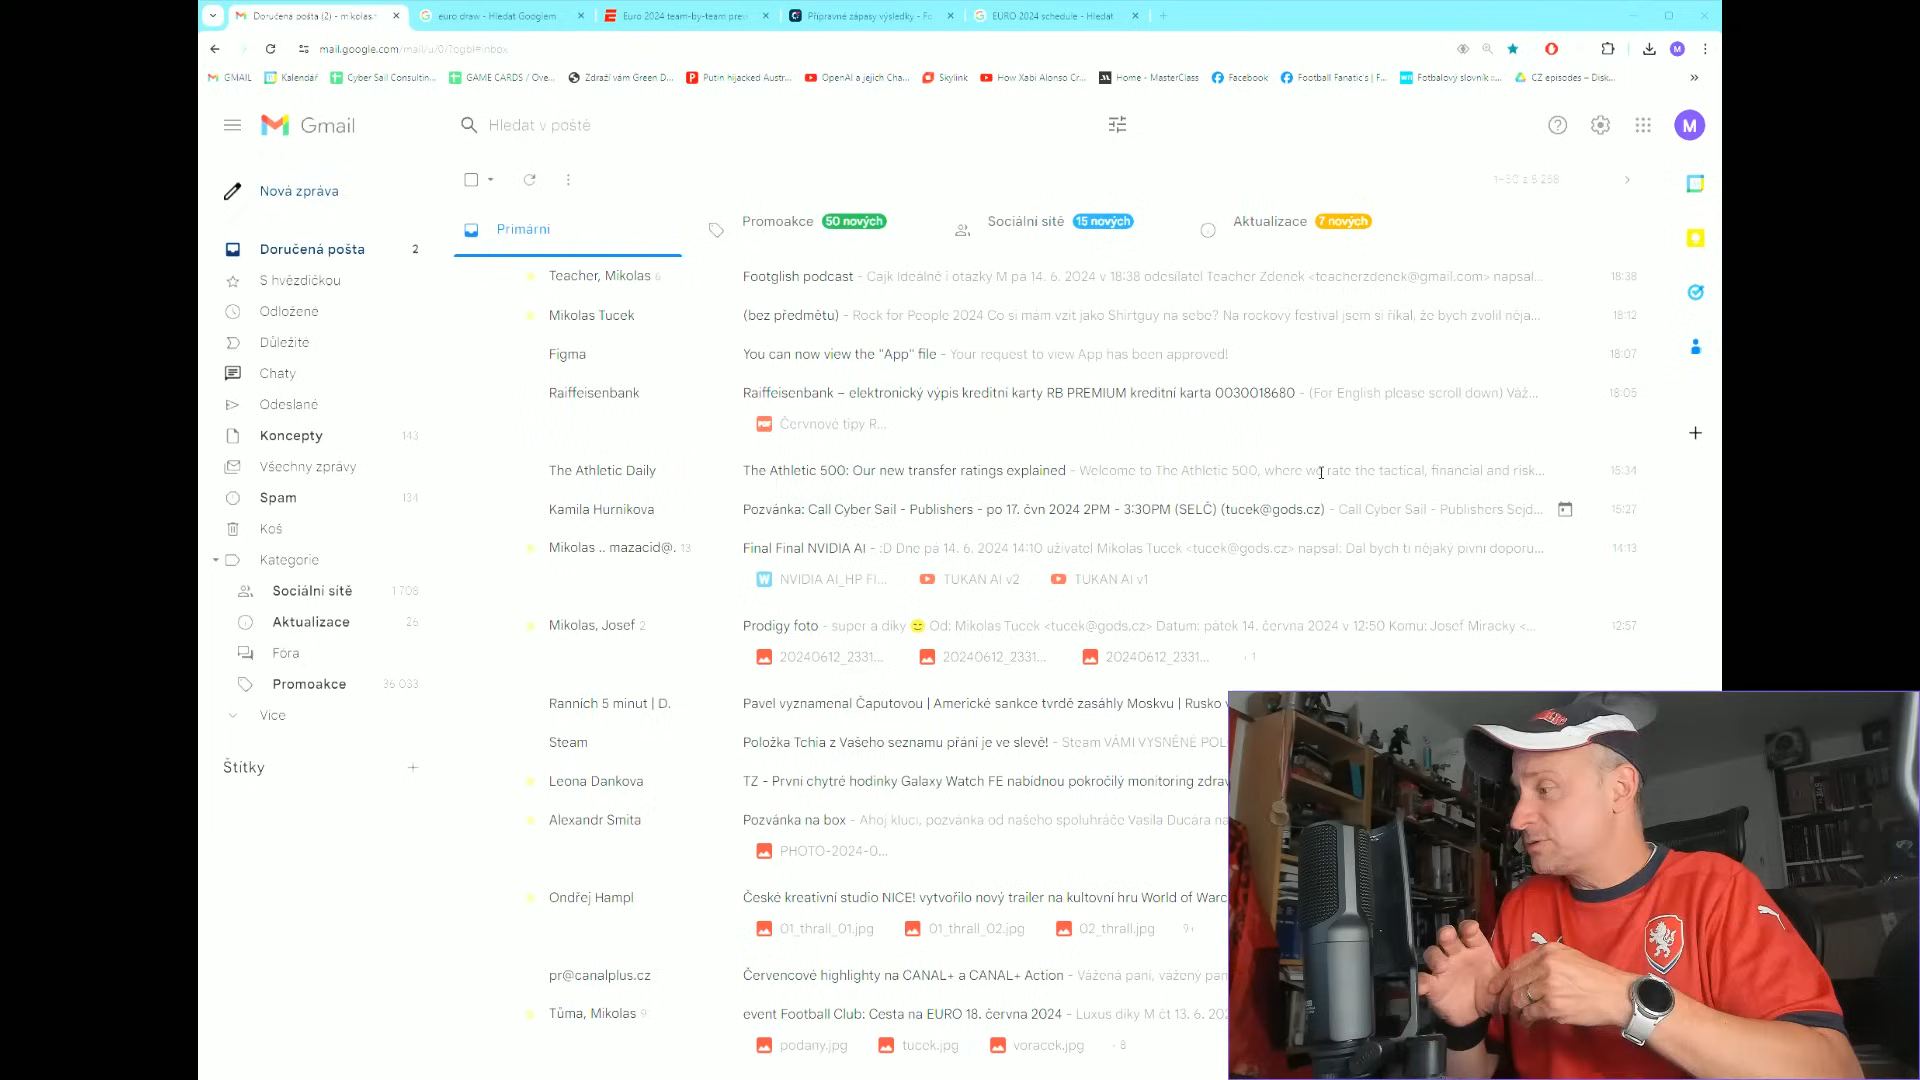 Doručená pošta (2) - mikolas.t
euro draw - Hledat Googlem
Euro 2024 team-by-team prev
Přípravné zápasy výsledky - Fo
EURO 2024 schedule - Hledat
mail.google.com/mail/u/0/?ogbl#inbox
GMAIL
Kalendář
Cyber Sail Consultin...
GAME CARDS / Ove...
Zdraží vám Green D...
Putin hijacked Austr...
OpenAI a jejich Cha...
Skylink
How Xabi Alonso Cr...
Home - MasterClass
Facebook
Football Fanatic's | F...
Fotbalový slovník ::...
CZ episodes – Disk...
Gmail
Hledat v poště
M
Nová zpráva
Doručená pošta 2
S hvězdičkou
Odložené
Důležité
Chaty
Odeslané
Koncepty 143
Všechny zprávy
Spam 134
Koš
Kategorie
Sociální sítě 1 708
Aktualizace 26
Fóra
Promoakce
Více
Štítky
Primární
Promoakce 50 nových
Sociální sítě 15 nových
Aktualizace 7 nových
Teacher, Mikolas 6 Footglish podcast - Cajk Idealne i otazky M pá 14. 6. 2024 v 18:38 odesílatel Teacher Zdenek <teacherzdenek@gmail.com> napsal... 18:38
Mikolas Tucek (bez předmětu) - Rock for People 2024 Co si mám vzít jako Shirtguy na sebe? Na rockovy festival jsem si říkal, že bych zvolil něja... 18:12
Figma You can now view the "App" file - Your request to view App has been approved! 18:07
Raiffeisenbank Raiffeisenbank – elektronický výpis kreditní karty RB PREMIUM kreditní karta 0030018680 - (For English please scroll down) Váž... 18:05
Červnové tipy R...
The Athletic Daily The Athletic 500: Our new transfer ratings explained - Welcome to The Athletic 500, where we rate the tactical, financial and risk... 15:34
Kamila Hurnikova Pozvánka: Call Cyber Sail - Publishers - po 17. čvn 2024 2PM - 3:30PM (SELČ) (tucek@gods.cz) - Call Cyber Sail - Publishers Sejd... 15:27
Mikolas .. mazacid@. 13 Final Final NVIDIA AI - :D Dne pá 14. 6. 2024 14:10 uživatel Mikolas Tucek <tucek@gods.cz> napsal: Dal bych ti nějaký pivní doporu... 14:13
NVIDIA AI_HP FI...
TUKAN AI v2
TUKAN AI v1
Mikolas, Josef 2 Prodigy foto - super a díky 😊 Od: Mikolas Tucek <tucek@gods.cz> Datum: pátek 14. června 2024 v 12:50 Komu: Josef Miracky <... 12:57
20240612_2331...
20240612_2331...
20240612_2331...
+1
Ranních 5 minut | D. Pavel vyznamenal Čaputovou | Americké sankce tvrdě zasáhly Moskvu | Rusko v
Steam Položka Tchia z Vašeho seznamu přání je ve slevě! - Steam VÁMI VYSNĚNÉ POL
Leona Dankova TZ - První chytré hodinky Galaxy Watch FE nabídnou pokročilý monitoring zdrav
Alexandr Smita Pozvánka na box - Ahoj kluci, pozvánka od našeho spoluhráče Vasila Ducára na
PHOTO-2024-0...
Ondřej Hampl České kreativní studio NICE! vytvořilo nový trailer na kultovní hru World of Warc
01_thrall_01.jpg
01_thrall_02.jpg
02_thrall.jpg
9+
pr@canalplus.cz Červencové highlighty na CANAL+ a CANAL+ Action - Vážená paní, vážený pan
Tůma, Mikolas 9 event Football Club: Cesta na EURO 18. června 2024 - Luxus diky M čt 13. 6. 202
podany.jpg
tucek.jpg
voracek.jpg
+8